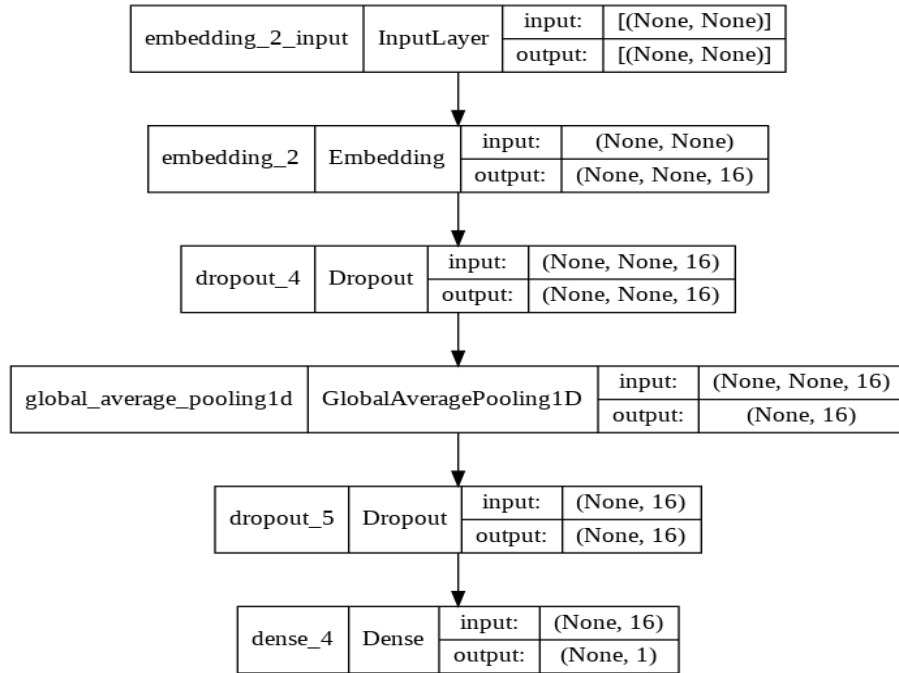 embedding_2_input InputLayer input: [(None, None)]
output: [(None, None)]
embedding_2 Embedding input: (None, None)
output: (None, None, 16)
dropout_4 Dropout input: (None, None, 16)
output: (None, None, 16)
global_average_pooling1d GlobalAveragePooling1D input: (None, None, 16)
output: (None, 16)
dropout_5 Dropout input: (None, 16)
output: (None, 16)
dense_4 Dense input: (None, 16)
output: (None, 1)